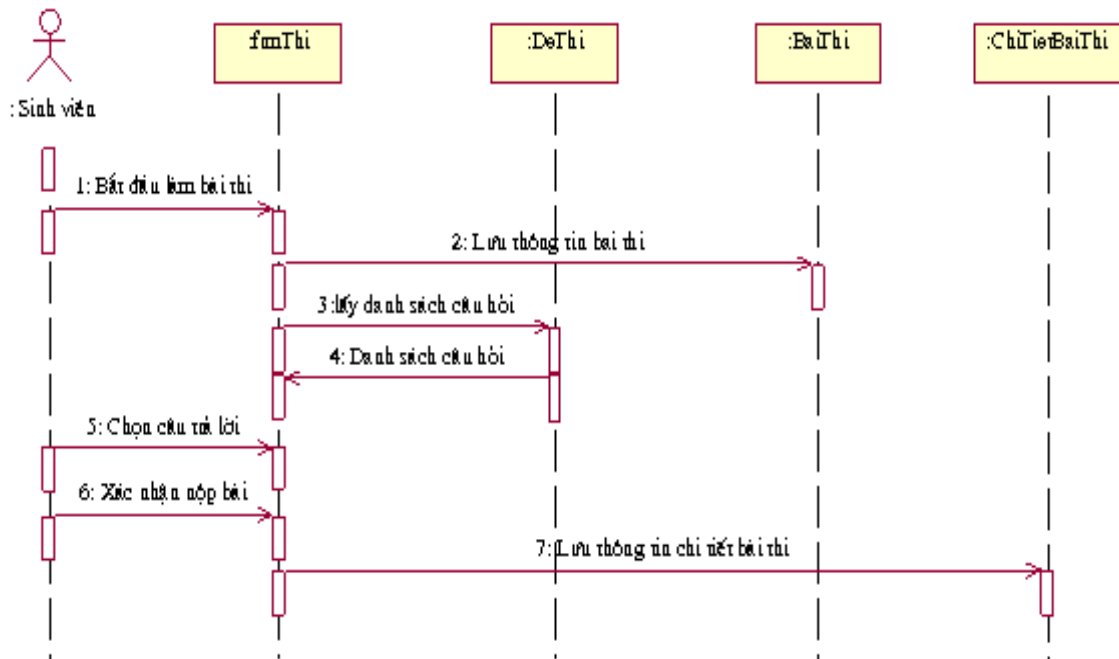 frmThi
:DeThi
:BaiThi
:ChiTietBaiThi
: Sinh viên
1: Bắt đầu làm bài thi
2: Lưu thông tin bai thi
3:lấy danh sách câu hỏi
4: Danh sách câu hỏi
5: Chọn câu trả lời
6: Xác nhận nộp bài
7: Lưu thông tin chi tiết bài thi